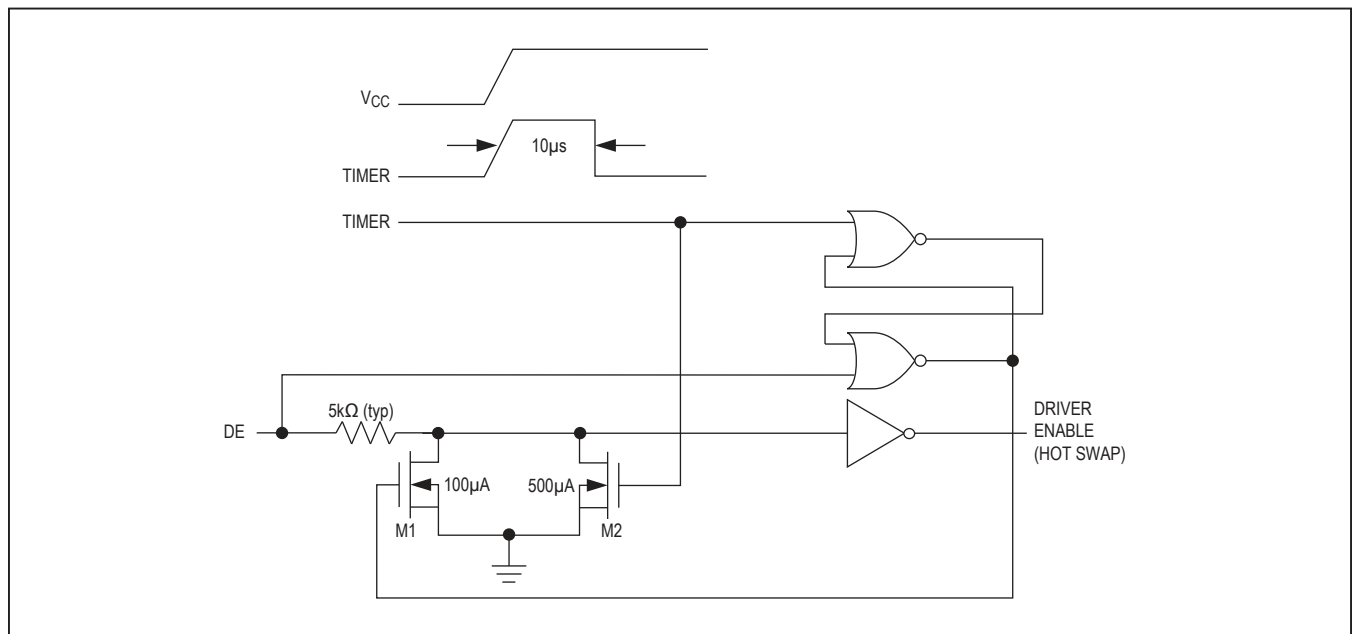 VCC
10µs
TIMER
TIMER
5kΩ (typ)
DE
DRIVER
ENABLE
(HOT SWAP)
100µA
500µA
M1
M2